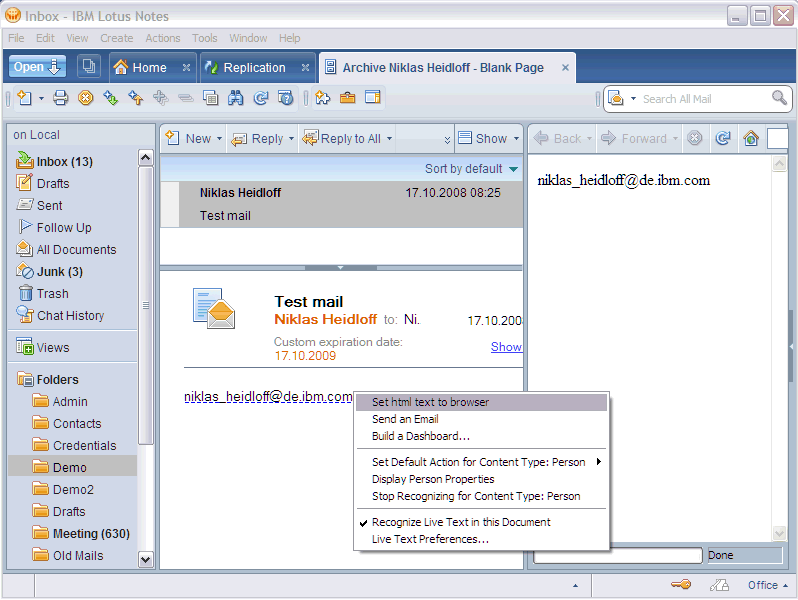 Inbox - IBM Lotus Notes
File Edit View Create Actions Tools Window Help
Open
Home
Replication
Archive Niklas Heidloff - Blank Page
Search All Mail
on Local
Inbox (13)
Drafts
Sent
Follow Up
All Documents
Junk (3)
Trash
Chat History
Views
Folders
Admin
Contacts
Credentials
Demo
Demo2
Drafts
Meeting (630)
Old Mails
New Reply Reply to All Show
Sort by default
Niklas Heidloff 17.10.2008 08:25
Test mail
Test mail
Niklas Heidloff to: Ni. 17.10.200
Custom expiration date:
17.10.2009
Show
niklas_heidloff@de.ibm.com
Set html text to browser
Send an Email
Build a Dashboard...
Set Default Action for Content Type: Person
Display Person Properties
Stop Recognizing for Content Type: Person
Recognize Live Text in this Document
Live Text Preferences...
Back Forward
niklas_heidloff@de.ibm.com
Done
Office